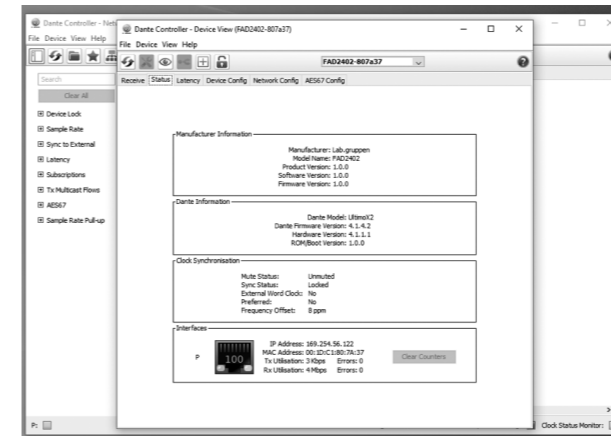 Dante Controller - Net
File Device View Help
Search
Clear All
Device Lock
Sample Rate
Sync to External
Latency
Subscriptions
Tx Multicast Flows
AES67
Sample Rate Pull-up
P:
Dante Controller - Device View (FAD2402-807a37)
File Device View Help
FAD2402-807a37
Receive Status Latency Device Config Network Config AES67 Config
Manufacturer Information
Manufacturer: Lab.gruppen
Model Name: FAD2402
Product Version: 1.0.0
Software Version: 1.0.0
Firmware Version: 1.0.0
Dante Information
Dante Model: UltimoX2
Dante Firmware Version: 4.1.4.2
Hardware Version: 4.1.1.1
ROM/Boot Version: 1.0.0
Clock Synchronisation
Mute Status: Unmuted
Sync Status: Locked
External Word Clock: No
Preferred: No
Frequency Offset: 8 ppm
Interfaces
P
100
IP Address: 169.254.56.122
MAC Address: 00:1D:C1:80:7A:37
Tx Utilisation: 3 Kbps Errors: 0
Rx Utilisation: 4 Mbps Errors: 0
Clear Counters
Clock Status Monitor: